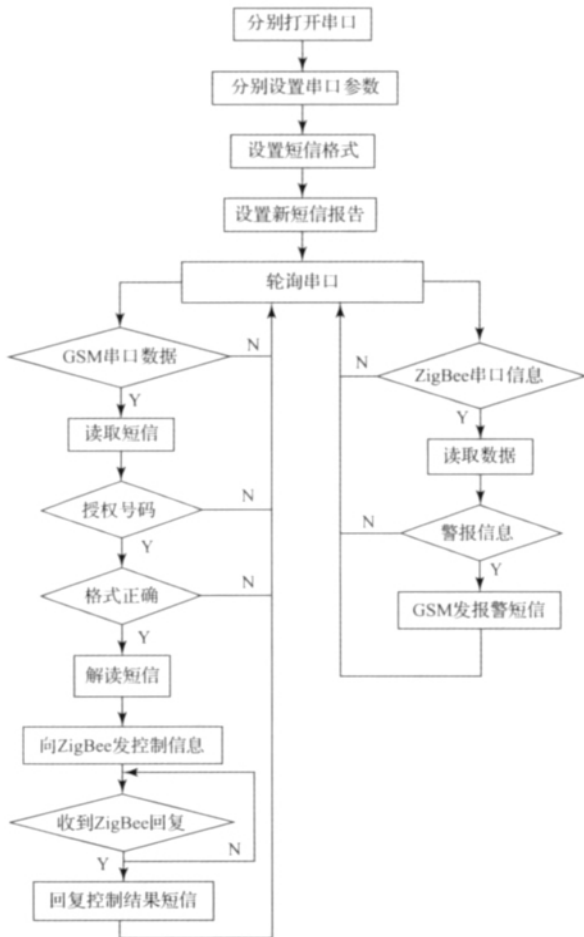 分别打开串口
分别设置串口参数
设置短信格式
设置新短信报告
轮询串口
GSM串口数据
N
Y
读取短信
授权号码
N
Y
格式正确
N
Y
解读短信
向ZigBee发控制信息
收到ZigBee回复
Y
N
回复控制结果短信
ZigBee串口信息
N
Y
读取数据
警报信息
N
Y
GSM发报警短信